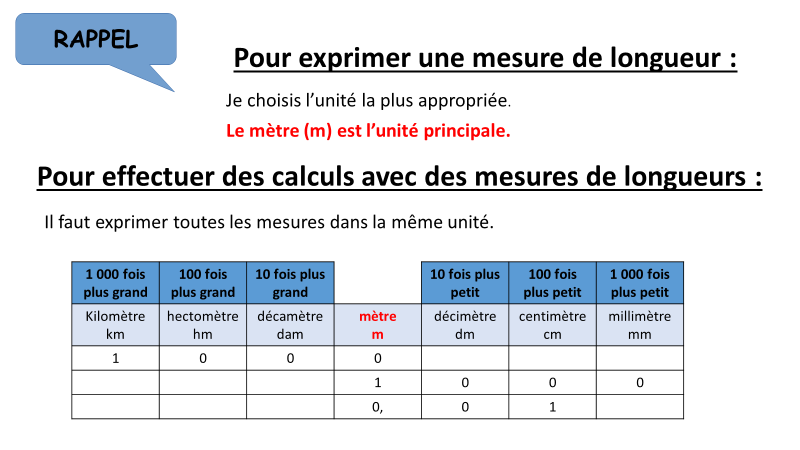 RAPPEL
Pour exprimer une mesure de longueur :
Je choisis l’unité la plus appropriée.
Le mètre (m) est l’unité principale.
Pour effectuer des calculs avec des mesures de longueurs :
Il faut exprimer toutes les mesures dans la même unité.
1 000 fois plus grand 100 fois plus grand 10 fois plus grand 10 fois plus petit 100 fois plus petit 1 000 fois plus petit
Kilomètre km hectomètre hm décamètre dam mètre m décimètre dm centimètre cm millimètre mm
1 0 0 0
1 0 0 0
0, 0 1